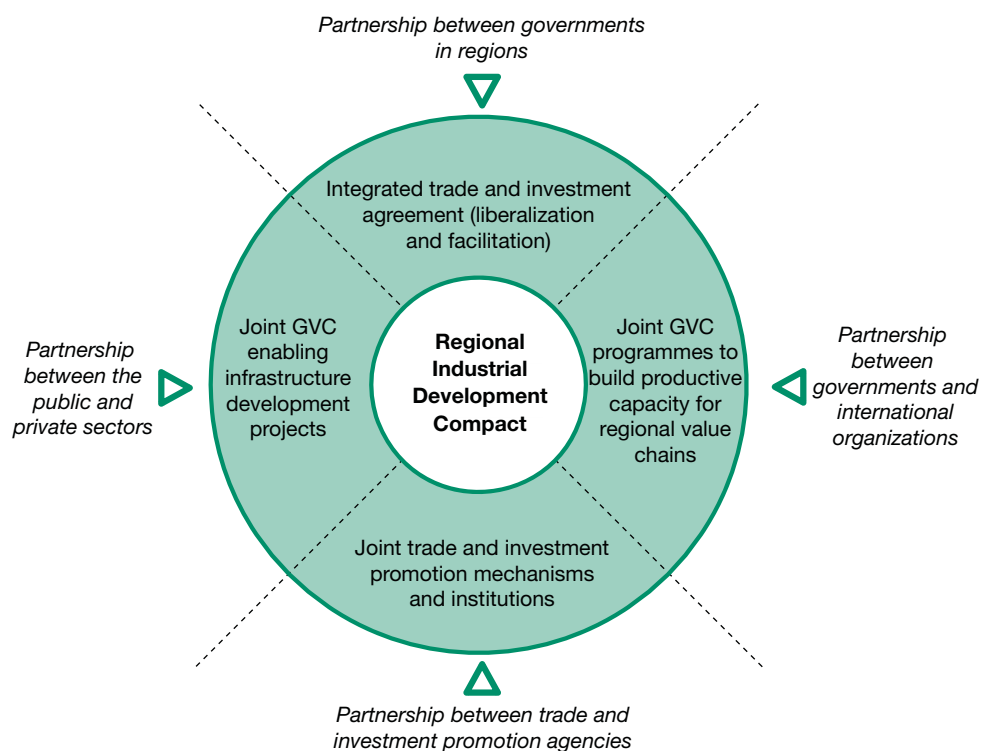 Partnership between governments
in regions
Integrated trade and investment
agreement (liberalization
and facilitation)
Partnership
between the
public and
private sectors
Joint GVC
enabling
infrastructure
development
projects
Regional
Industrial
Development
Compact
Joint GVC
programmes to
build productive
capacity for
regional value
chains
Partnership
between
governments and
international
organizations
Joint trade and investment
promotion mechanisms
and institutions
Partnership between trade and
investment promotion agencies